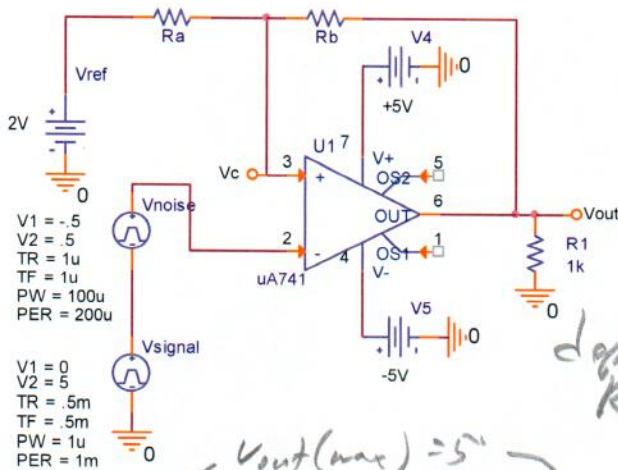 Ra
Rb
V4
0
+5V
Vref
2V
0
U1
7
V+
5
OS2
3
+
Vc
OUT
6
Vout
Vnoise
2
-
4
OS1
1
V-
uA741
R1
1k
0
V1 = -.5
V2 = .5
TR = 1u
TF = 1u
PW = 100u
PER = 200u
V5
0
-5V
Vsignal
V1 = 0
V2 = 5
TR = .5m
TF = .5m
PW = 1u
PER = 1m
0
Vout(max) = 5